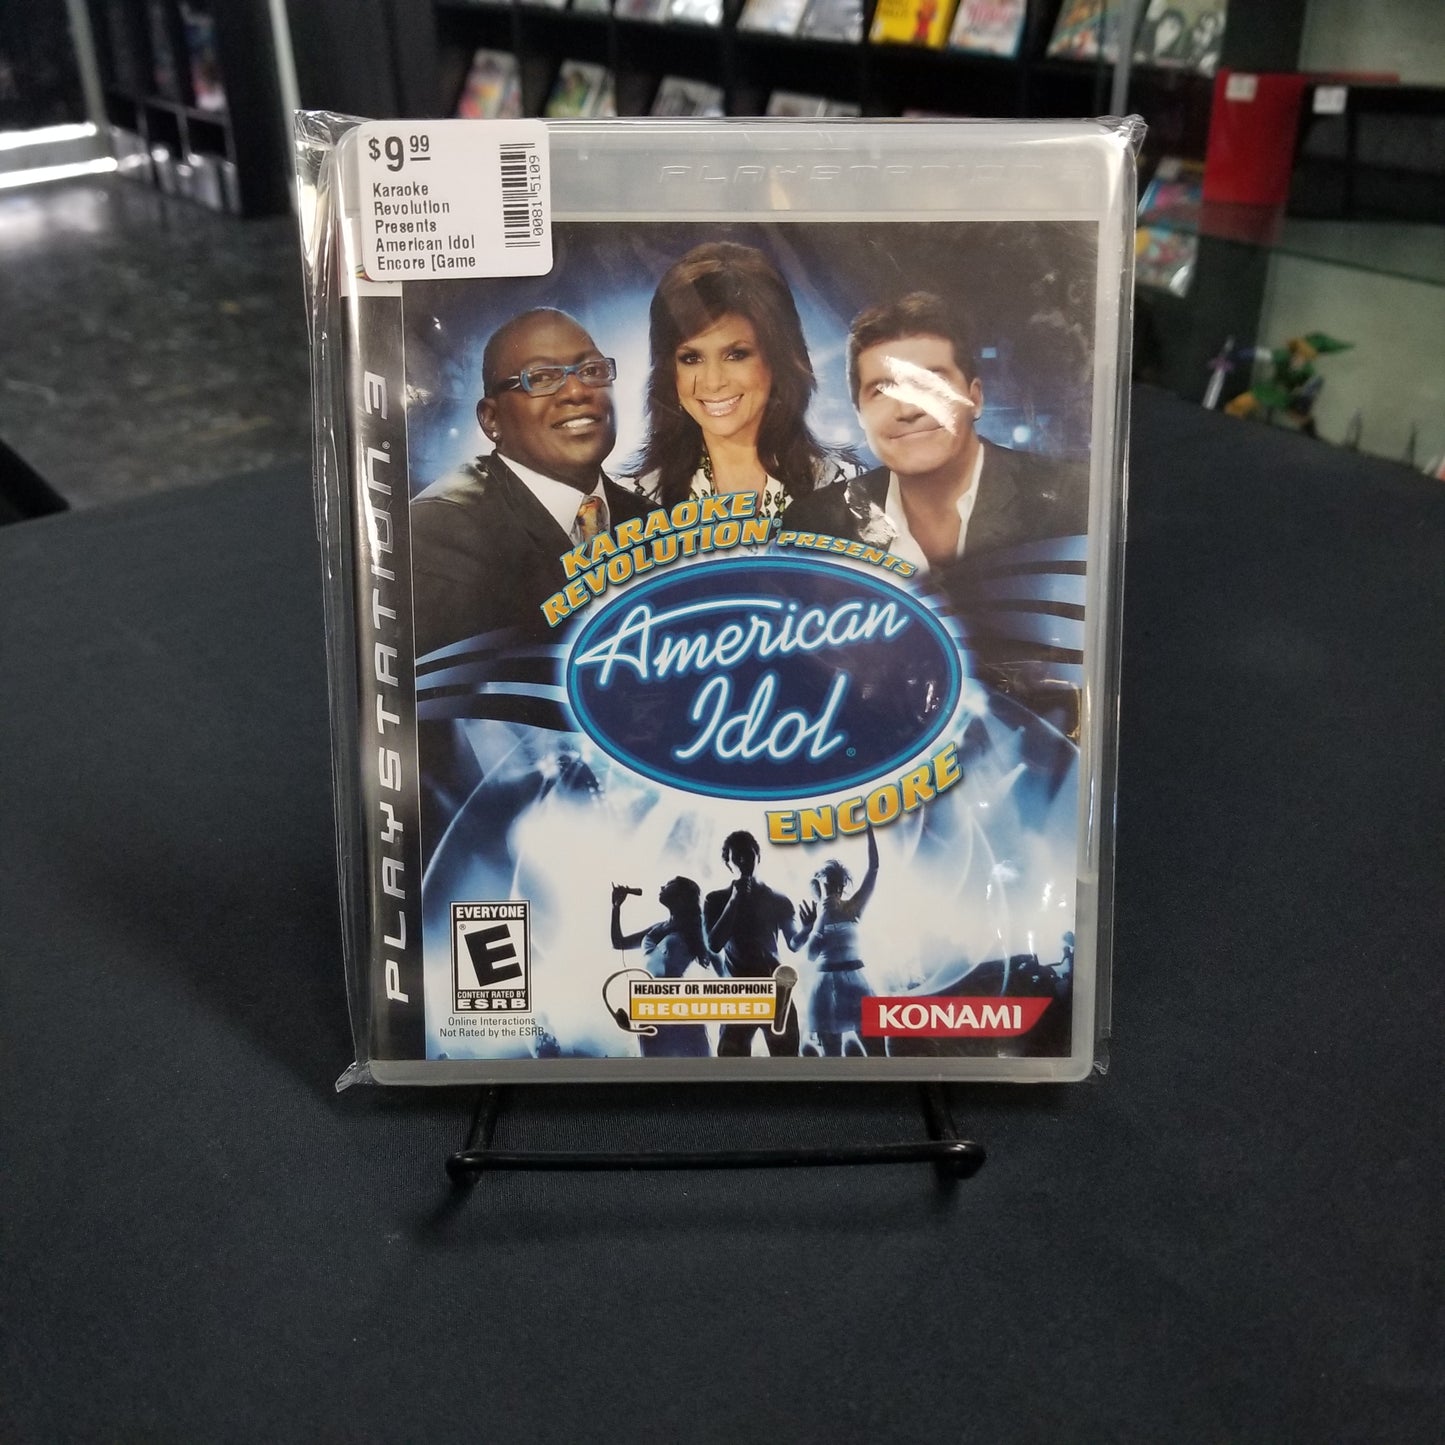 $9.99
Karaoke
Revolution
Presents
American Idol
Encore [Game
00815109
PLAYSTATION 3
PLAYSTATION® 3
KARAOKE
REVOLUTION® PRESENTS
American
Idol®
ENCORE
EVERYONE
E®
CONTENT RATED BY
ESRB
Online Interactions
Not Rated by the ESRB
HEADSET OR MICROPHONE
REQUIRED
KONAMI